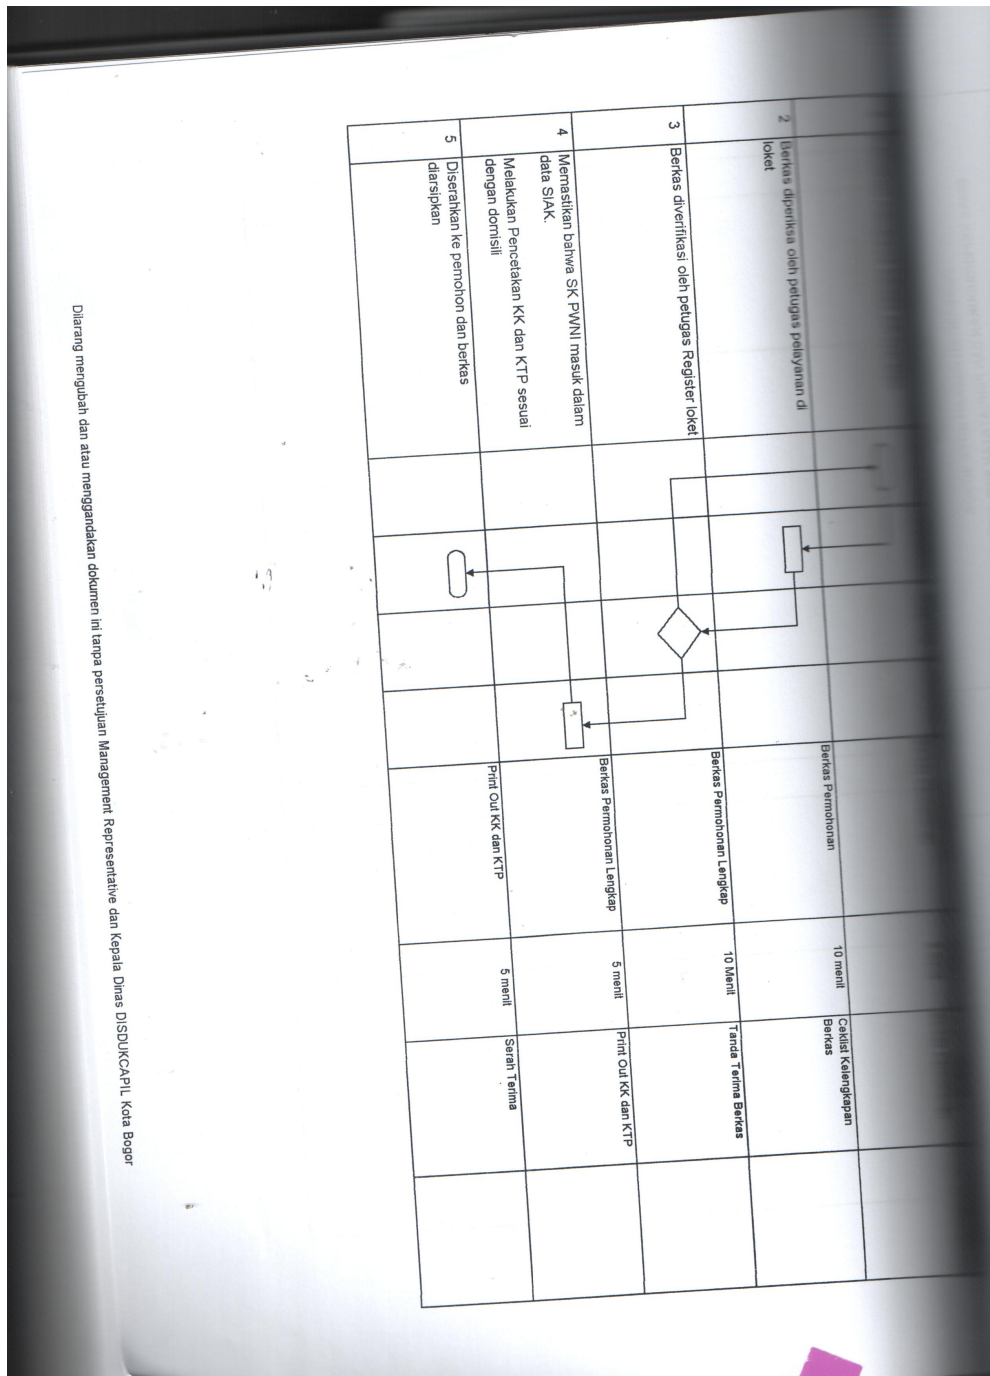 2 Berkas diperiksa oleh petugas pelayanan di
loket
Berkas Permohonan
10 menit
Ceklist Kelengkapan
Berkas
3 Berkas diverifikasi oleh petugas Register loket
Berkas Permohonan Lengkap
10 Menit
Tanda Terima Berkas
4 Memastikan bahwa SK PWNI masuk dalam
data SIAK.
Melakukan Pencetakan KK dan KTP sesuai
dengan domisili
Berkas Permohonan Lengkap
5 menit
Print Out KK dan KTP
5 Diserahkan ke pemohon dan berkas
diarsipkan
Print Out KK dan KTP
5 menit
Serah Terima
Dilarang mengubah dan atau menggandakan dokumen ini tanpa persetujuan Management Representative dan Kepala Dinas DISDUKCAPIL Kota Bogor